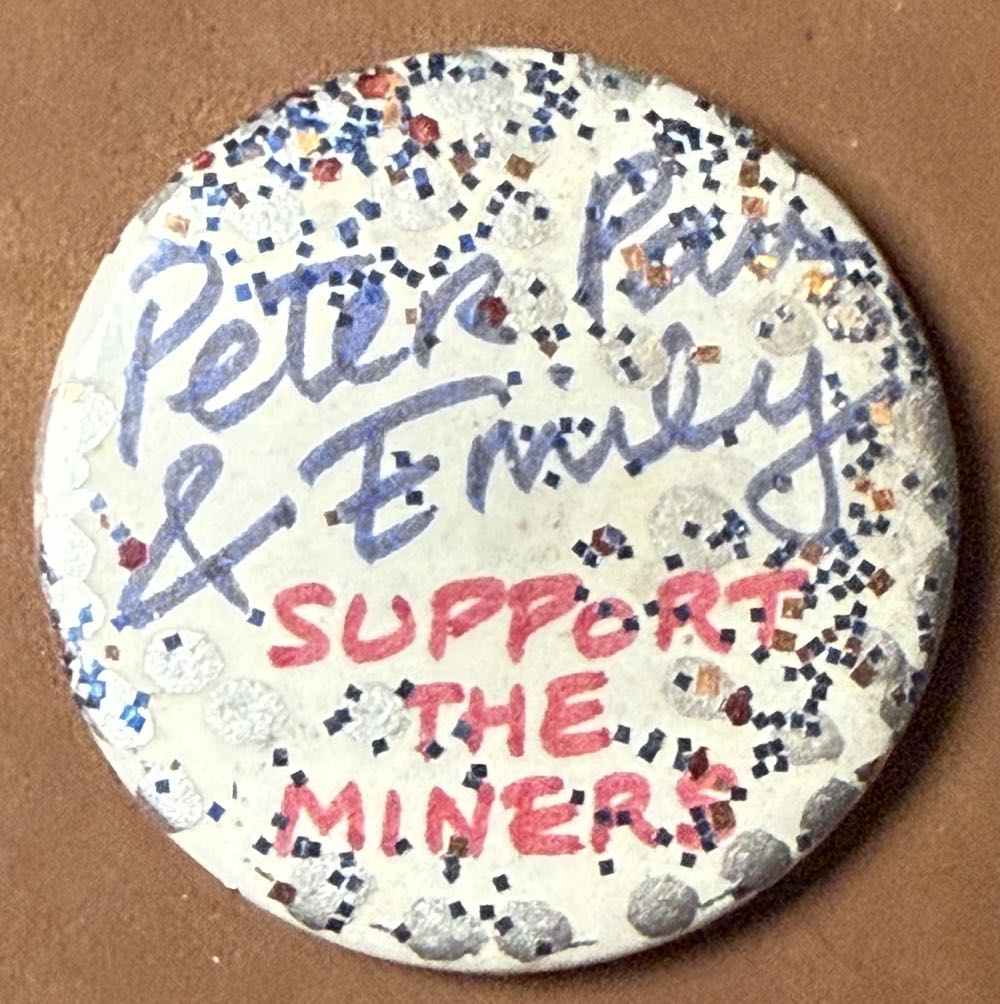 Peter Pan
& Emily
SUPPORT
THE
MINERS